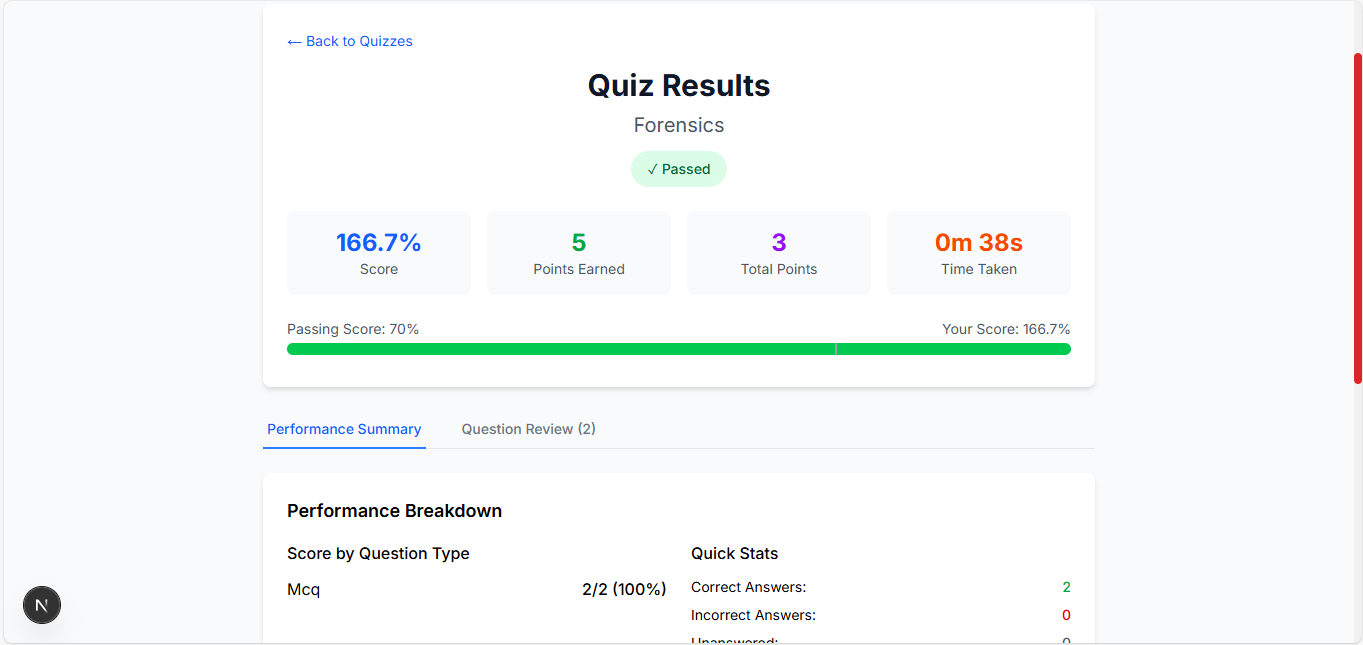 ← Back to Quizzes
Quiz Results
Forensics
✓ Passed
166.7%
Score
5
Points Earned
3
Total Points
0m 38s
Time Taken
Passing Score: 70%
Your Score: 166.7%
Performance Summary
Question Review (2)
Performance Breakdown
Score by Question Type
Mcq
2/2 (100%)
Quick Stats
Correct Answers:
2
Incorrect Answers:
0
Unanswered:
0
N